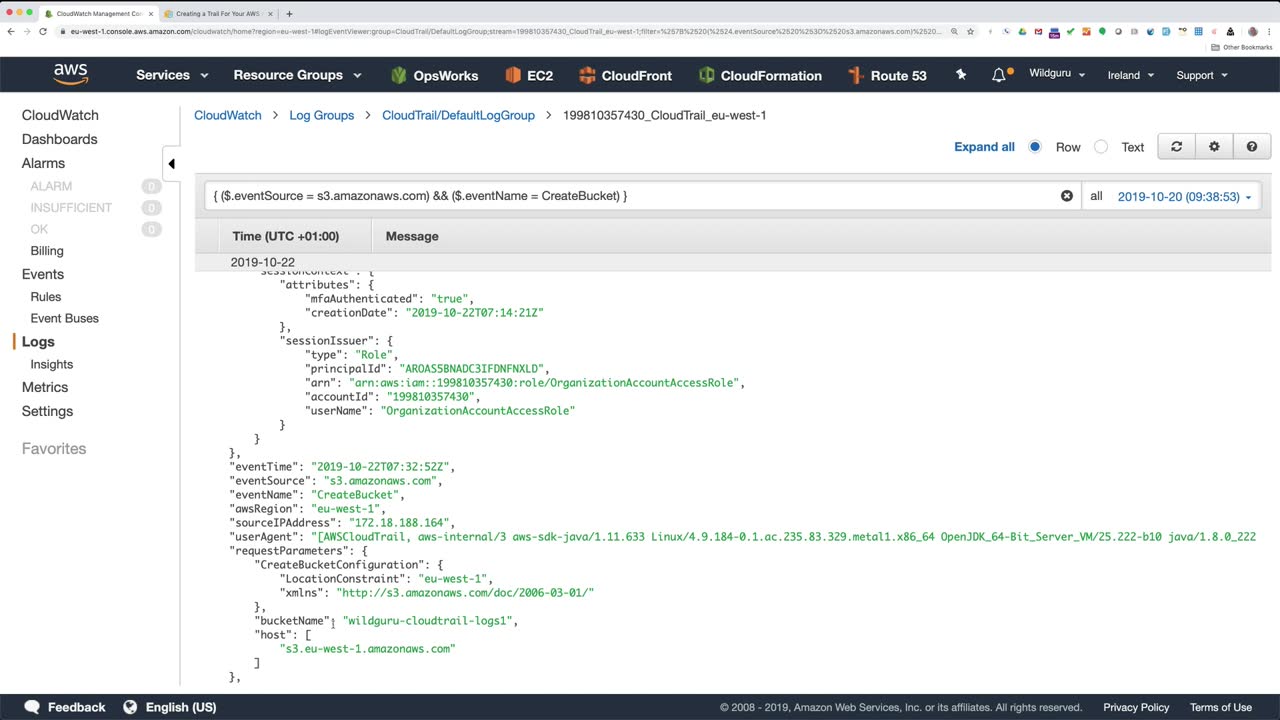 CloudWatch Management Con
Creating a Trail For Your AWS
eu-west-1.console.aws.amazon.com/cloudwatch/home?region=eu-west-1#logEventViewer:group=CloudTrail/DefaultLogGroup;stream=199810357430_CloudTrail_eu-west-1;filter=%257B%2520(%2524.eventSource%2520%253D%2520s3.amazonaws.com)%2520...
Other Bookmarks
aws
Services
Resource Groups
OpsWorks
EC2
CloudFront
CloudFormation
Route 53
Wildguru
Ireland
Support
CloudWatch
Dashboards
Alarms
ALARM 0
INSUFFICIENT 0
OK 0
Billing
Events
Rules
Event Buses
Logs
Insights
Metrics
Settings
Favorites
CloudWatch > Log Groups > CloudTrail/DefaultLogGroup > 199810357430_CloudTrail_eu-west-1
Expand all Row Text
{ ($.eventSource = s3.amazonaws.com) && ($.eventName = CreateBucket) }
all 2019-10-20 (09:38:53)
Time (UTC +01:00) Message
2019-10-22
"sessionContext": {
"attributes": {
"mfaAuthenticated": "true",
"creationDate": "2019-10-22T07:14:21Z"
},
"sessionIssuer": {
"type": "Role",
"principalId": "AROAS5BNADC3IFDNFNXLD",
"arn": "arn:aws:iam::199810357430:role/OrganizationAccountAccessRole",
"accountId": "199810357430",
"userName": "OrganizationAccountAccessRole"
}
}
},
"eventTime": "2019-10-22T07:32:52Z",
"eventSource": "s3.amazonaws.com",
"eventName": "CreateBucket",
"awsRegion": "eu-west-1",
"sourceIPAddress": "172.18.188.164",
"userAgent": "[AWSCloudTrail, aws-internal/3 aws-sdk-java/1.11.633 Linux/4.9.184-0.1.ac.235.83.329.metal1.x86_64 OpenJDK_64-Bit_Server_VM/25.222-b10 java/1.8.0_222
"requestParameters": {
"CreateBucketConfiguration": {
"LocationConstraint": "eu-west-1",
"xmlns": "http://s3.amazonaws.com/doc/2006-03-01/"
},
"bucketName": "wildguru-cloudtrail-logs1",
"host": [
"s3.eu-west-1.amazonaws.com"
]
},
Feedback
English (US)
© 2008 - 2019, Amazon Web Services, Inc. or its affiliates. All rights reserved.
Privacy Policy
Terms of Use